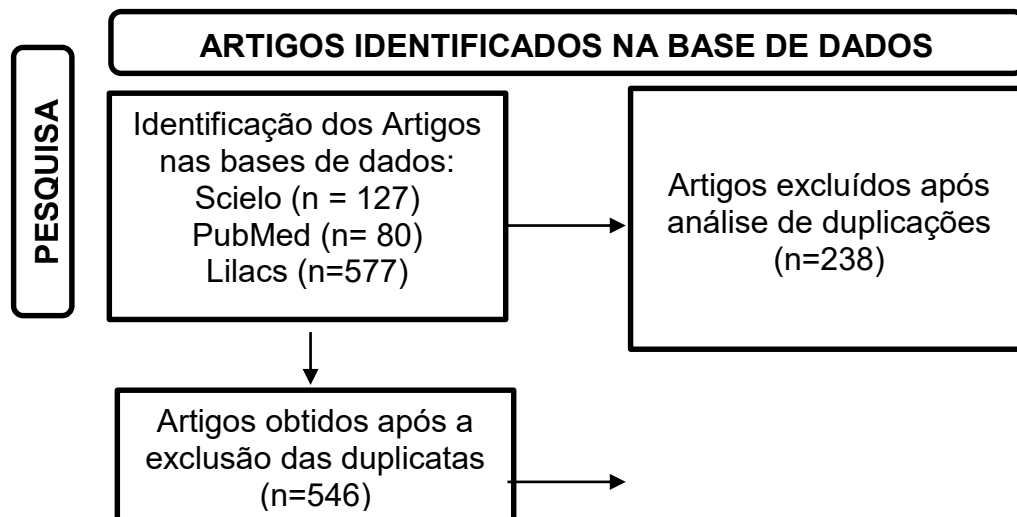 ARTIGOS IDENTIFICADOS NA BASE DE DADOS
PESQUISA
Identificação dos Artigos
nas bases de dados:
Scielo (n = 127)
PubMed (n= 80)
Lilacs (n=577)
Artigos excluídos após
análise de duplicações
(n=238)
Artigos obtidos após a
exclusão das duplicatas
(n=546)